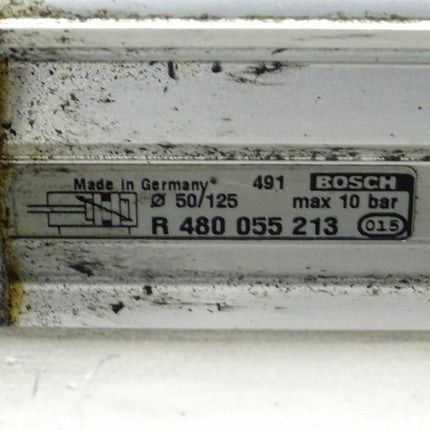 Made in Germany* 491 BOSCH
Ø 50/125 max 10 bar
R 480 055 213 015